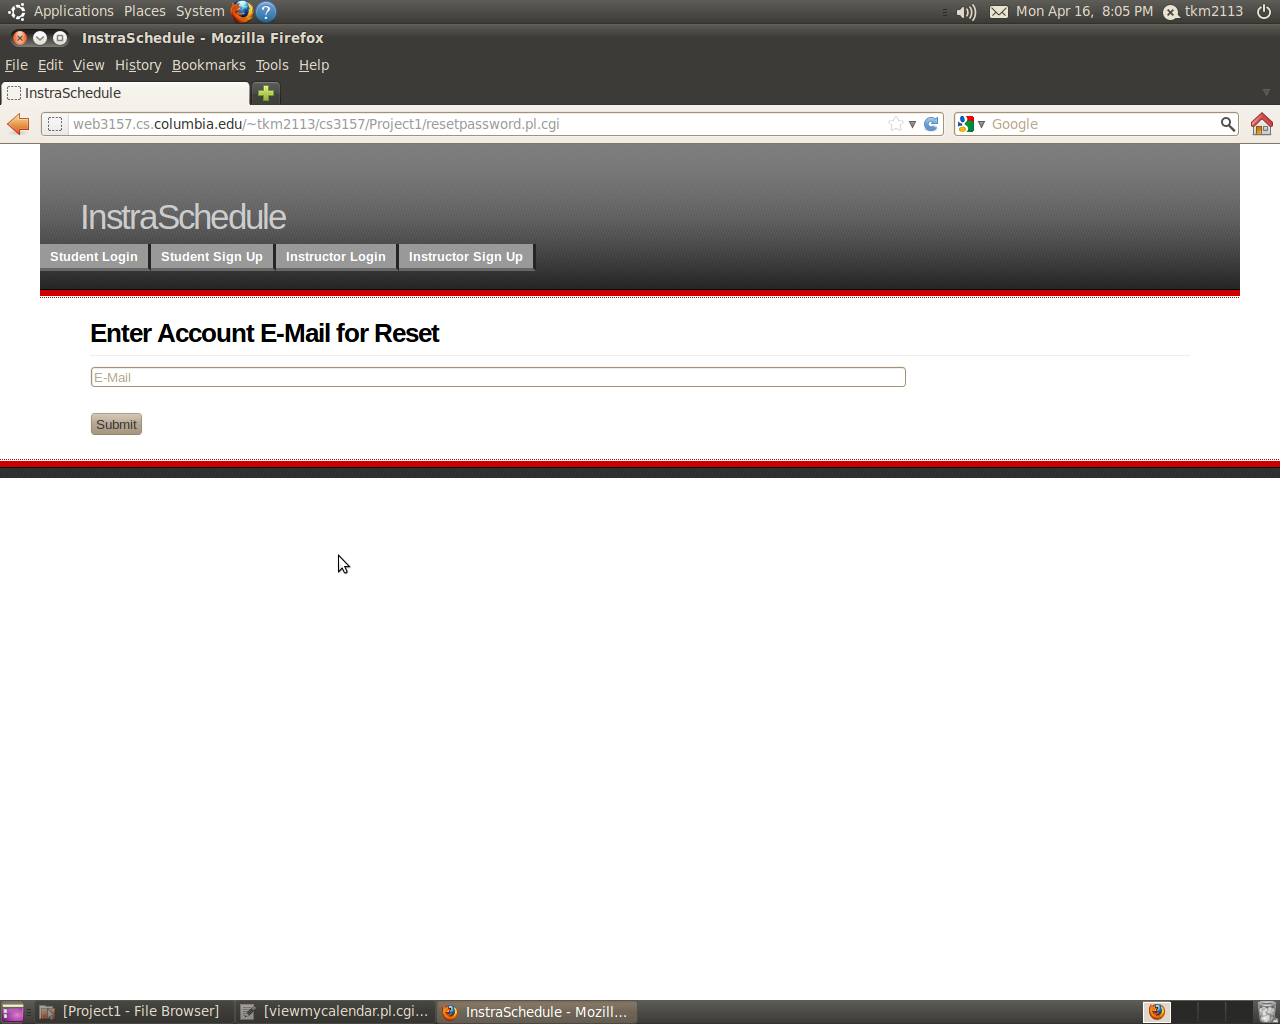 Applications Places System Mon Apr 16, 8:05 PM tkm2113
InstraSchedule - Mozilla Firefox
File Edit View History Bookmarks Tools Help
InstraSchedule
web3157.cs.columbia.edu/~tkm2113/cs3157/Project1/resetpassword.pl.cgi Google
InstraSchedule
Student Login Student Sign Up Instructor Login Instructor Sign Up
Enter Account E-Mail for Reset
E-Mail
Submit
[Project1 - File Browser] [viewmycalendar.pl.cgi... InstraSchedule - Mozill...